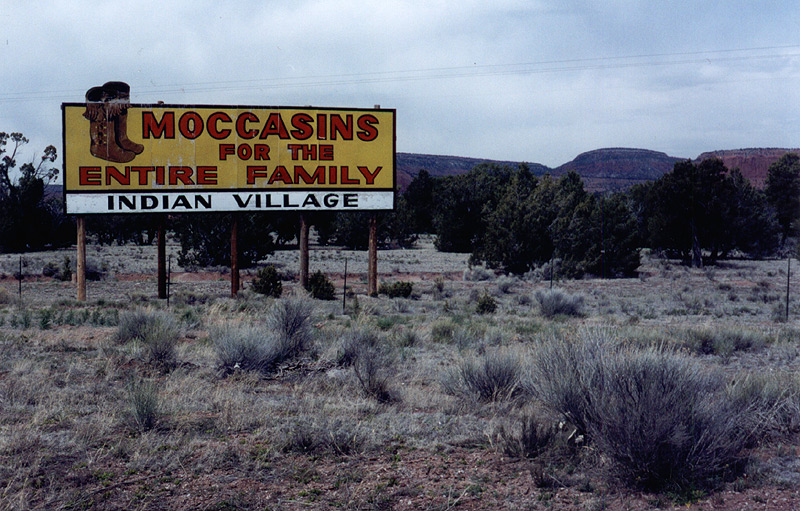 MOCCASINS
FOR THE
ENTIRE FAMILY
INDIAN VILLAGE